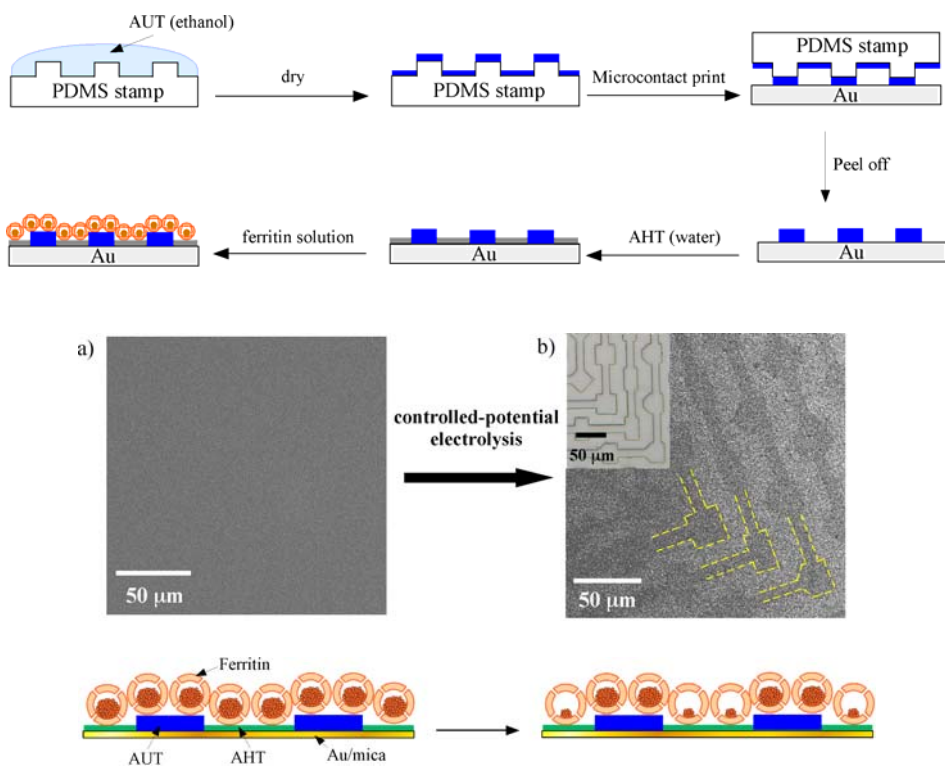 AUT (ethanol)
PDMS stamp
dry
PDMS stamp
Microcontact print
PDMS stamp
Au
Peel off
Au
AHT (water)
Au
ferritin solution
Au
a)
50 μm
controlled-potential
electrolysis
b)
50 μm
50 μm
Ferritin
AUT
AHT
Au/mica